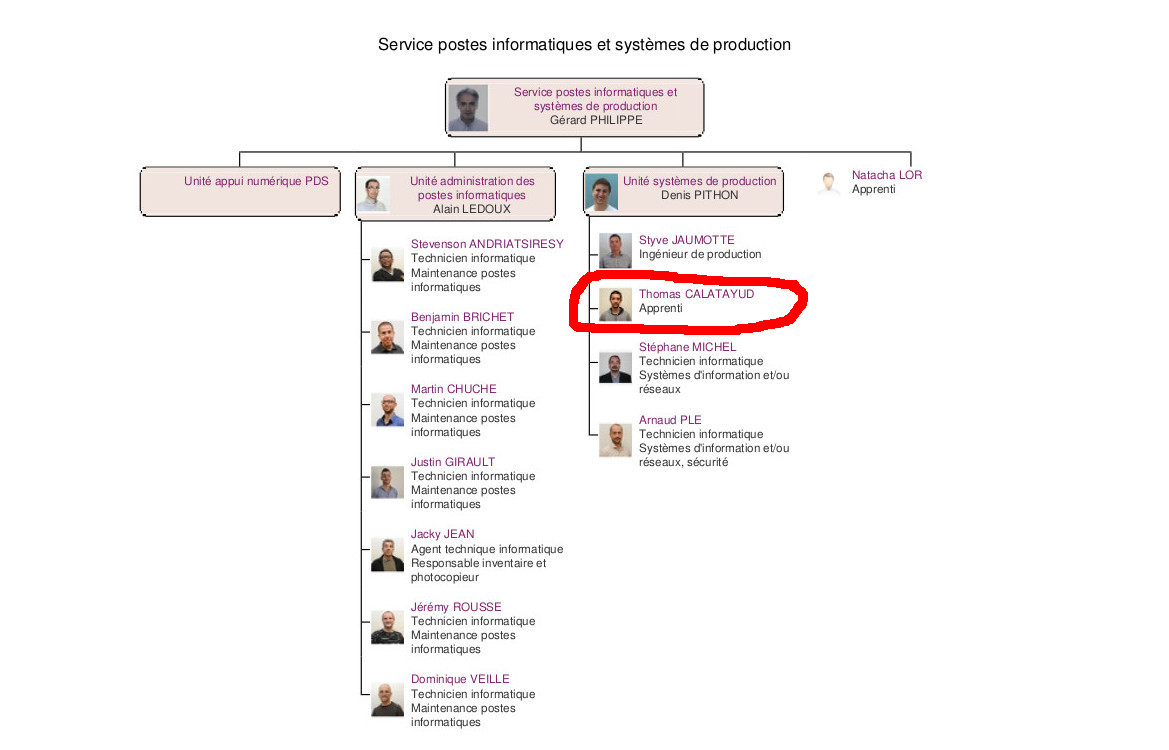 Service postes informatiques et systèmes de production
Service postes informatiques et
systèmes de production
Gérard PHILIPPE
Unité appui numérique PDS
Unité administration des
postes informatiques
Alain LEDOUX
Stevenson ANDRIATSIRESY
Technicien informatique
Maintenance postes
informatiques
Benjamin BRICHET
Technicien informatique
Maintenance postes
informatiques
Martin CHUCHE
Technicien informatique
Maintenance postes
informatiques
Justin GIRAULT
Technicien informatique
Maintenance postes
informatiques
Jacky JEAN
Agent technique informatique
Responsable inventaire et
photocopieur
Jérémy ROUSSE
Technicien informatique
Maintenance postes
informatiques
Dominique VEILLE
Technicien informatique
Maintenance postes
informatiques
Unité systèmes de production
Denis PITHON
Styve JAUMOTTE
Ingénieur de production
Thomas CALATAYUD
Apprenti
Stéphane MICHEL
Technicien informatique
Systèmes d'information et/ou
réseaux
Arnaud PLE
Technicien informatique
Systèmes d'information et/ou
réseaux, sécurité
Natacha LOR
Apprenti